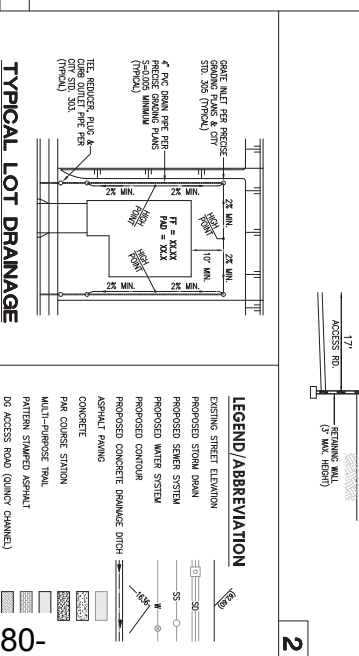 17'
ACCESS RD.
RETAINING WALL
(3' MAX. HEIGHT)
2
GRATE INLET PER PRECISE
GRADING PLANS & CITY
STD. 305 (TYPICAL)
4" PVC DRAIN PIPE PER
PRECISE GRADING PLANS
S=0.005 MINIMUM
(TYPICAL)
TEE, REDUCER, PLUG &
CURB OUTLET PIPE PER
CITY STD. 303.
(TYPICAL)
2% MIN.
2% MIN.
2% MIN.
2% MIN.
10' MIN.
HIGH
POINT
HIGH
POINT
FF = XX.XX
PAD = XX.X
2% MIN.
2% MIN.
TYPICAL LOT DRAINAGE
LEGEND/ABBREVIATION
EXISTING STREET ELEVATION
(62.80)
PROPOSED STORM DRAIN
SD
PROPOSED SEWER SYSTEM
SS
PROPOSED WATER SYSTEM
W
PROPOSED CONTOUR
1636
PROPOSED CONCRETE DRAINAGE DITCH
ASPHALT PAVING
CONCRETE
PAR COURSE STATION
MULTI-PURPOSE TRAIL
PATTERN STAMPED ASPHALT
DG ACCESS ROAD (QUINCY CHANNEL)
80-